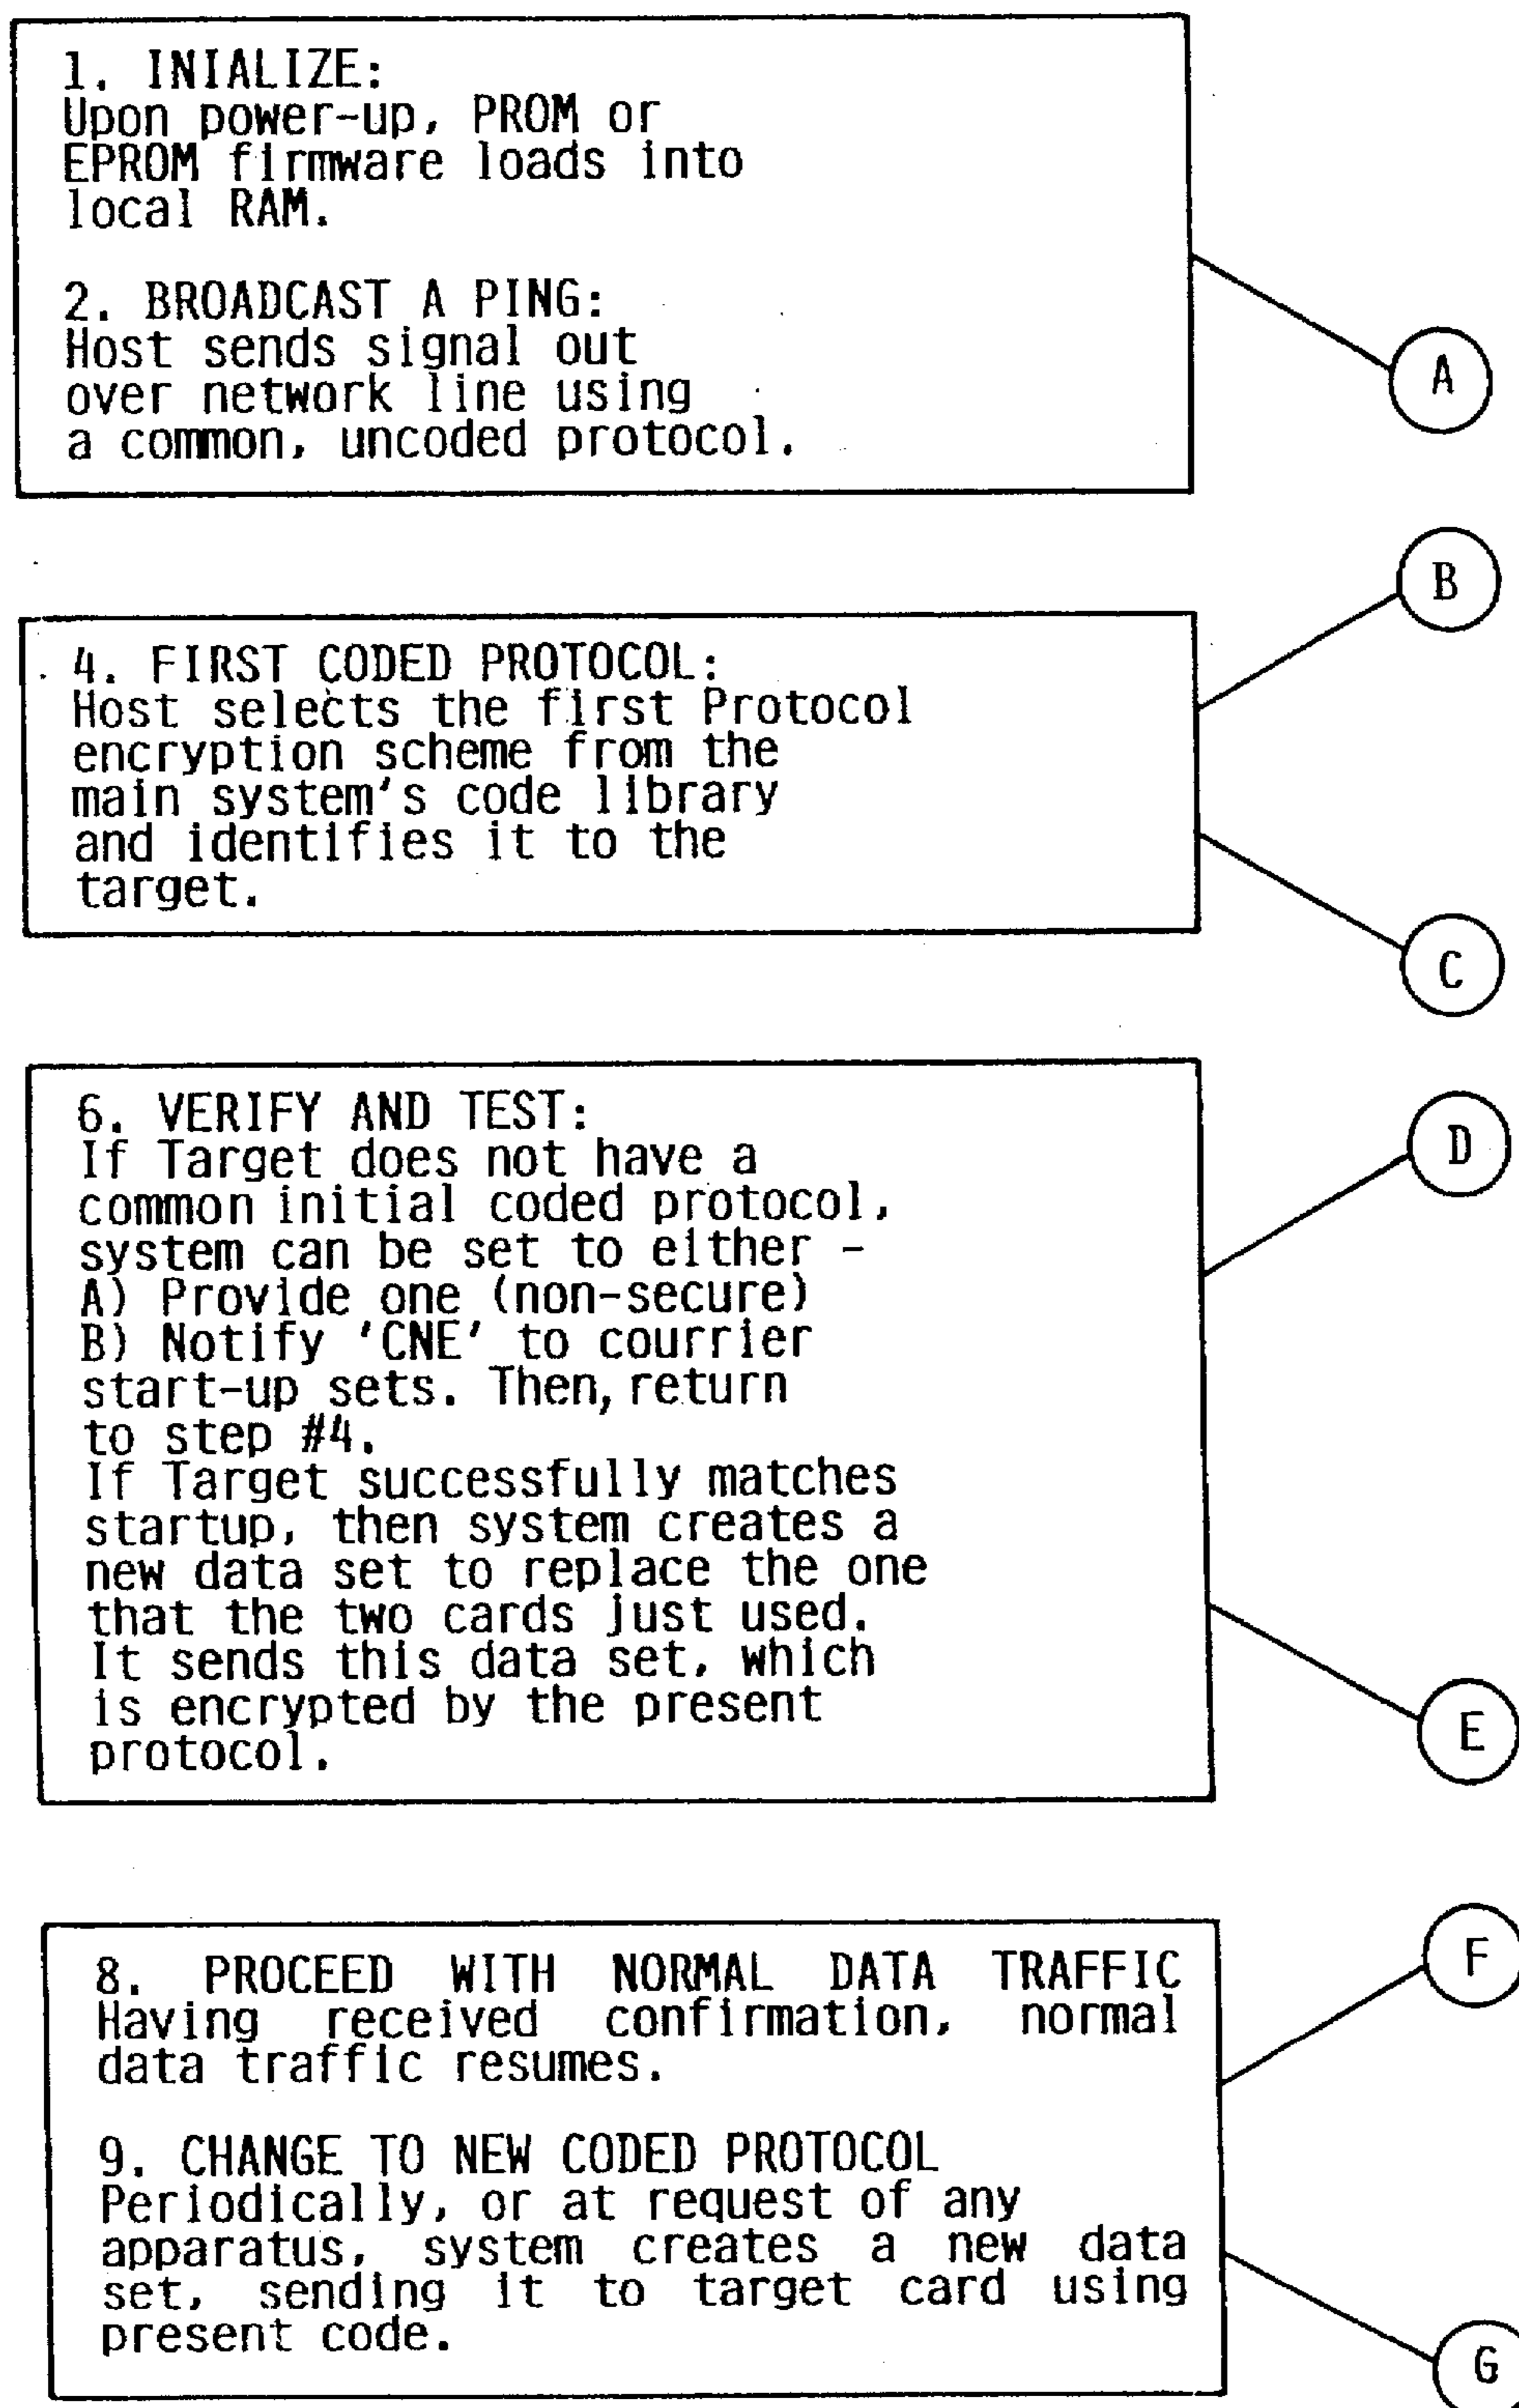 1. INIALIZE:
Upon power-up, PROM or
EPROM firmware loads into
local RAM.
2. BROADCAST A PING:
Host sends signal out
over network line using
a common, uncoded protocol.
A
B
4. FIRST CODED PROTOCOL:
Host selects the first Protocol
encryption scheme from the
main system's code library
and identifies it to the
target.
C
6. VERIFY AND TEST:
If Target does not have a
common initial coded protocol,
system can be set to either -
A) Provide one (non-secure)
B) Notify 'CNE' to courrier
start-up sets. Then, return
to step #4.
If Target successfully matches
startup, then system creates a
new data set to replace the one
that the two cards just used.
It sends this data set, which
is encrypted by the present
protocol.
D
E
8. PROCEED WITH NORMAL DATA TRAFFIC
Having received confirmation, normal
data traffic resumes.
9. CHANGE TO NEW CODED PROTOCOL
Periodically, or at request of any
apparatus, system creates a new data
set, sending it to target card using
present code.
F
G